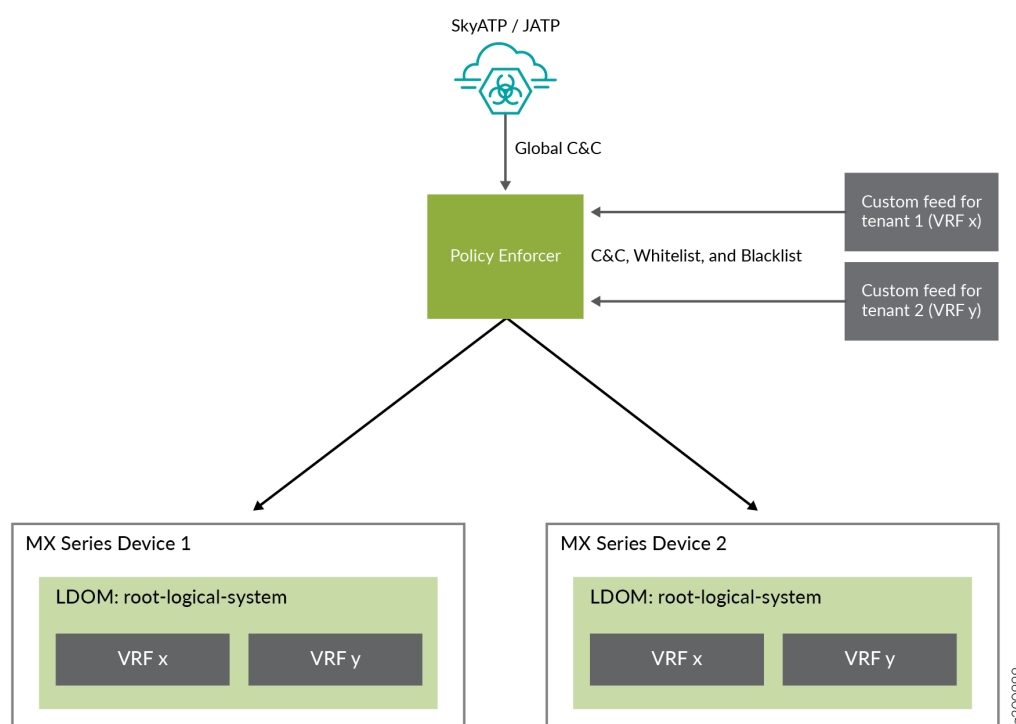 SkyATP / JATP
Global C&C
Custom feed for
tenant 1 (VRF x)
Policy Enforcer
C&C, Whitelist, and Blacklist
Custom feed for
tenant 2 (VRF y)
MX Series Device 1
LDOM: root-logical-system
VRF x
VRF y
MX Series Device 2
LDOM: root-logical-system
VRF x
VRF y